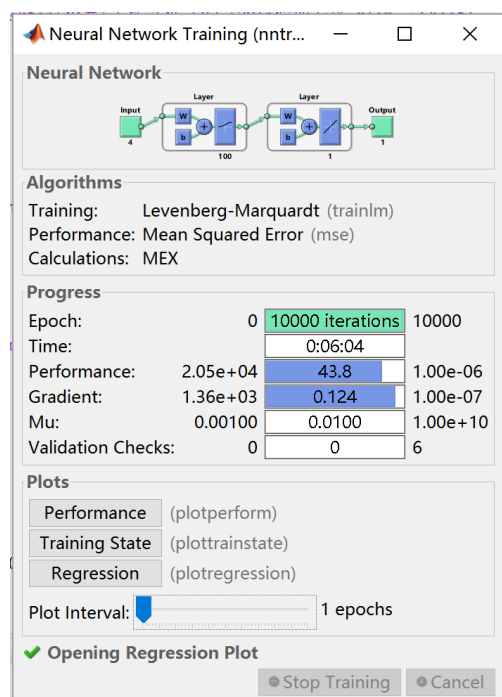 Neural Network Training (nntr...
Neural Network
Layer Layer
Input Output
W W
b b
4 1
100 1
Algorithms
Training: Levenberg-Marquardt (trainlm)
Performance: Mean Squared Error (mse)
Calculations: MEX
Progress
Epoch: 0 10000 iterations 10000
Time: 0:06:04
Performance: 2.05e+04 43.8 1.00e-06
Gradient: 1.36e+03 0.124 1.00e-07
Mu: 0.00100 0.0100 1.00e+10
Validation Checks: 0 0 6
Plots
Performance (plotperform)
Training State (plottrainstate)
Regression (plotregression)
Plot Interval: 1 epochs
Opening Regression Plot
Stop Training Cancel